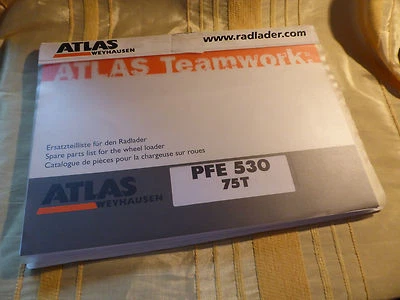 ATLAS
WEYHAUSEN
www.radlader.com
ATLAS Teamwork:
Ersatzteilliste für den Radlader
Spare parts list for the wheel loader
Catalogue de pièces pour la chargeuse sur roues
PFE 530
75T
ATLAS
WEYHAUSEN